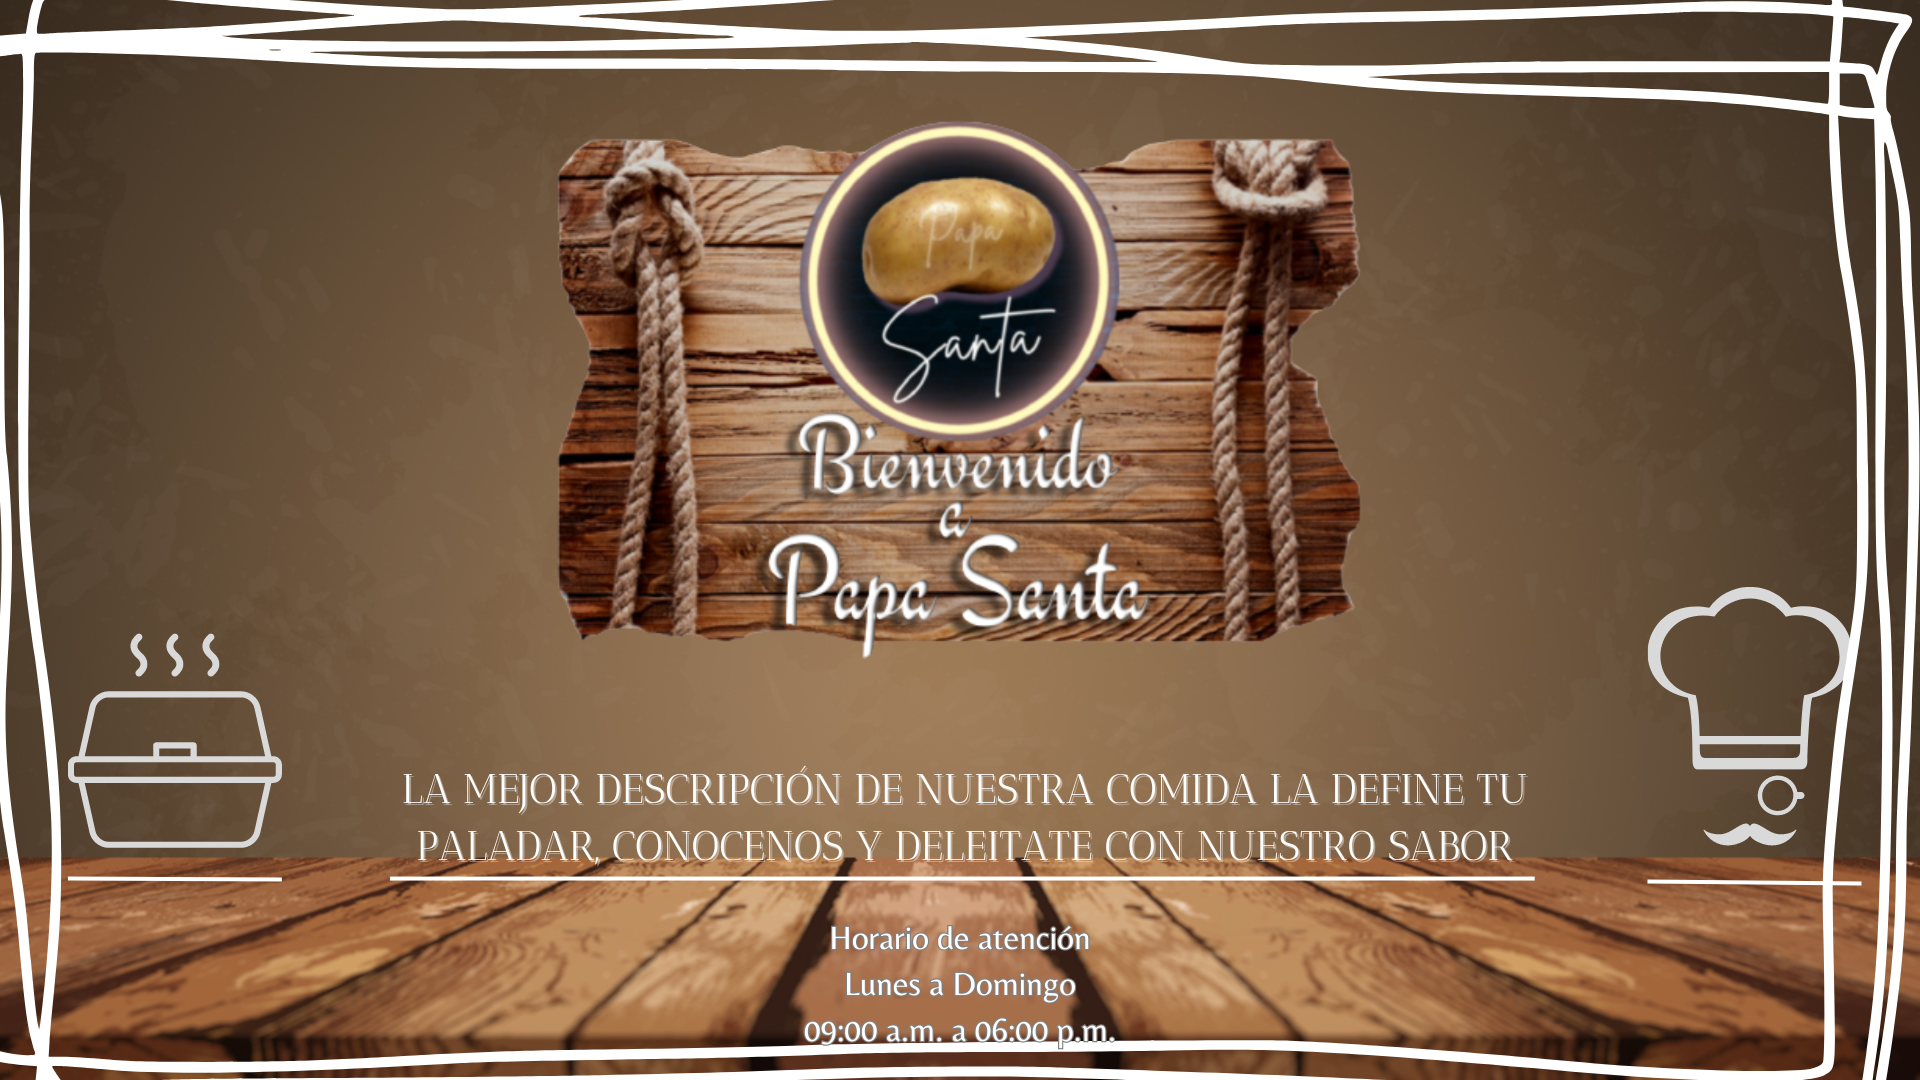 Papa
Santa
Bienvenido
a
Papa Santa
LA MEJOR DESCRIPCIÓN DE NUESTRA COMIDA LA DEFINE TU
PALADAR, CONOCENOS Y DELEITATE CON NUESTRO SABOR
Horario de atención
Lunes a Domingo
09:00 a.m. a 06:00 p.m.